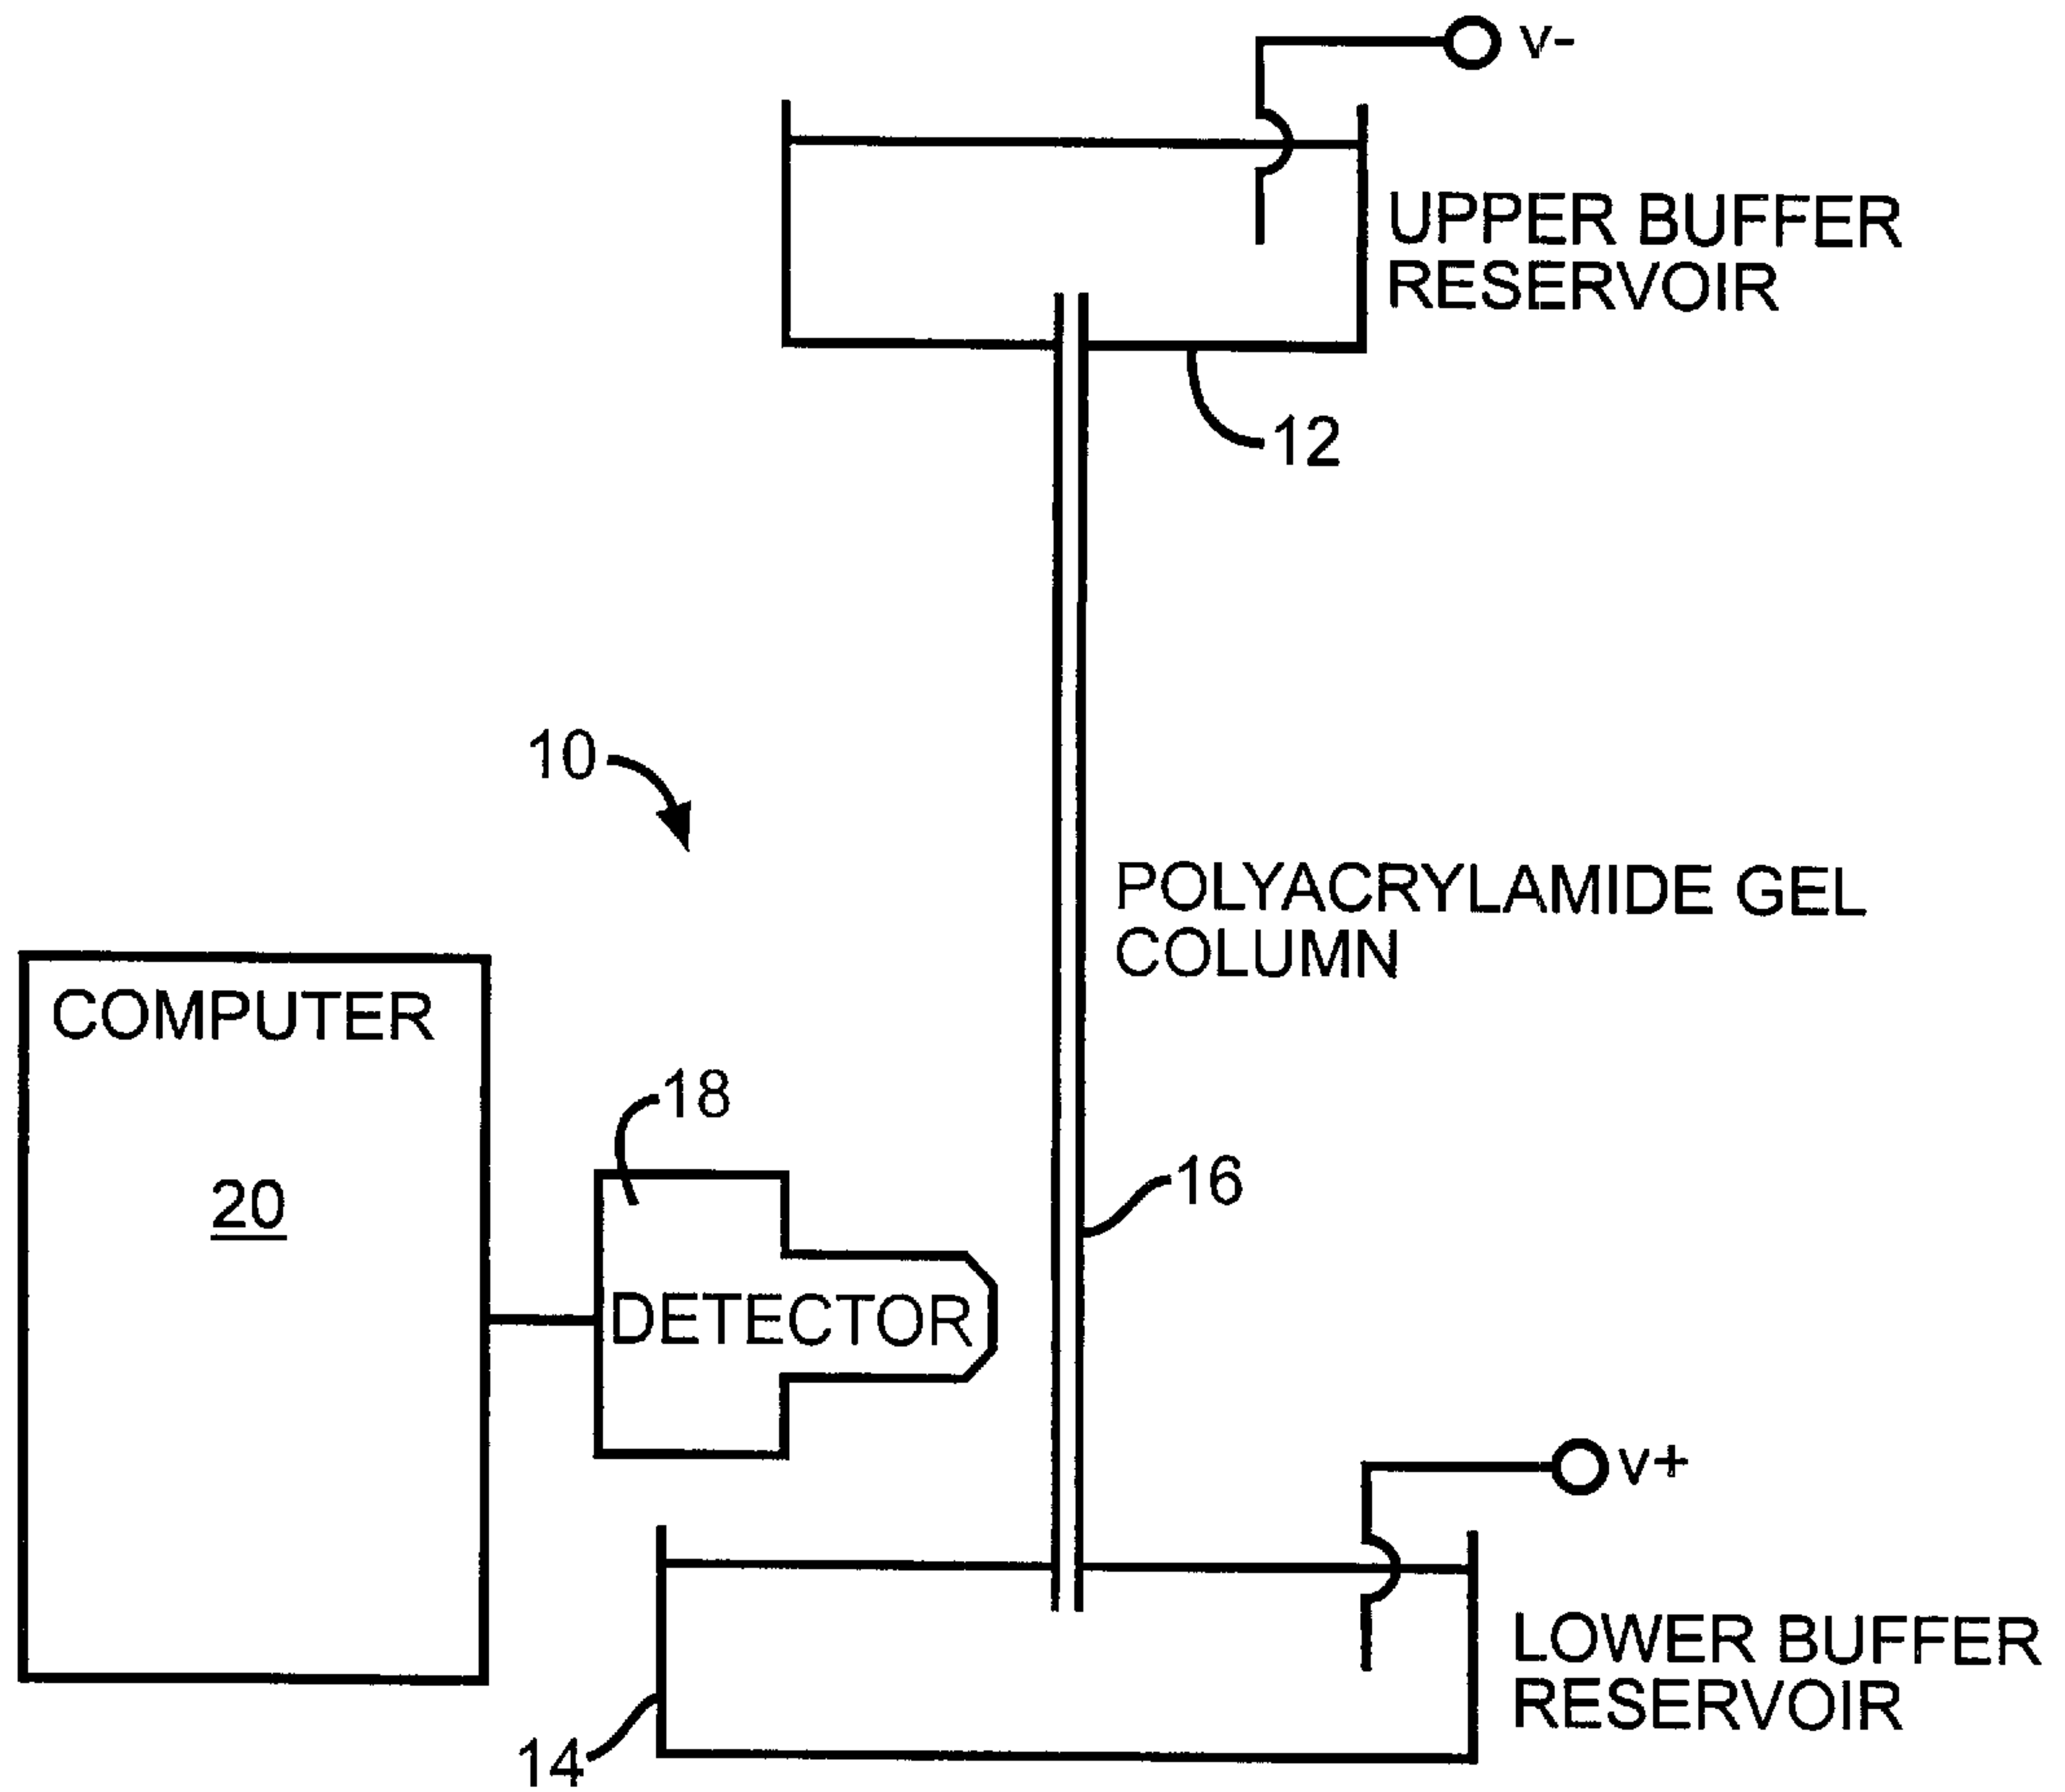 v-
UPPER BUFFER
RESERVOIR
12
10
POLYACRYLAMIDE GEL
COLUMN
COMPUTER
18
16
20
DETECTOR
v+
LOWER BUFFER
RESERVOIR
14